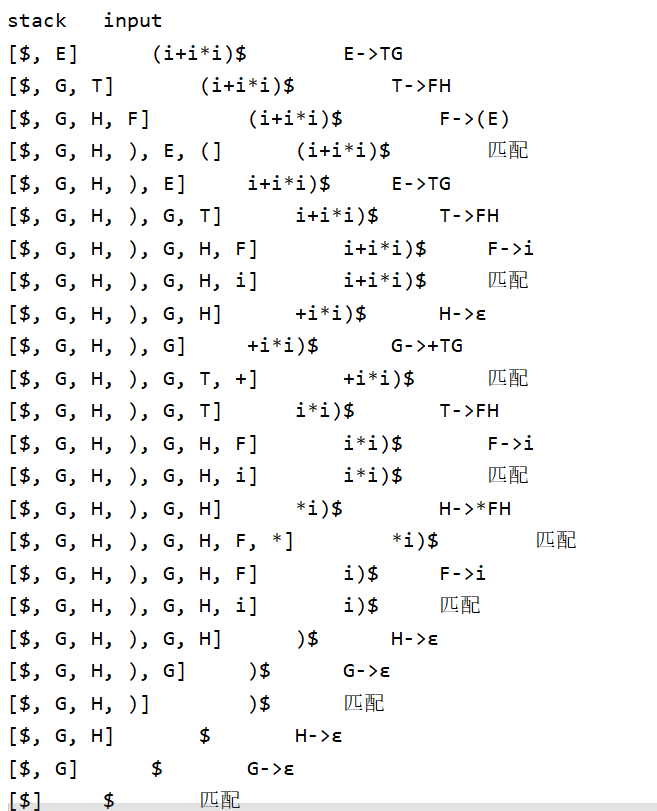 stack input
[$, E] (i+i*i)$ E->TG
[$, G, T] (i+i*i)$ T->FH
[$, G, H, F] (i+i*i)$ F->(E)
[$, G, H, ), E, (] (i+i*i)$ 匹配
[$, G, H, ), E] i+i*i)$ E->TG
[$, G, H, ), G, T] i+i*i)$ T->FH
[$, G, H, ), G, H, F] i+i*i)$ F->i
[$, G, H, ), G, H, i] i+i*i)$ 匹配
[$, G, H, ), G, H] +i*i)$ H->ε
[$, G, H, ), G] +i*i)$ G->+TG
[$, G, H, ), G, T, +] +i*i)$ 匹配
[$, G, H, ), G, T] i*i)$ T->FH
[$, G, H, ), G, H, F] i*i)$ F->i
[$, G, H, ), G, H, i] i*i)$ 匹配
[$, G, H, ), G, H] *i)$ H->*FH
[$, G, H, ), G, H, F, *] *i)$ 匹配
[$, G, H, ), G, H, F] i)$ F->i
[$, G, H, ), G, H, i] i)$ 匹配
[$, G, H, ), G, H] )$ H->ε
[$, G, H, ), G] )$ G->ε
[$, G, H, )] )$ 匹配
[$, G, H] $ H->ε
[$, G] $ G->ε
[$] $ 匹配